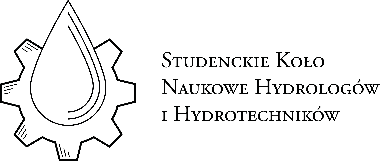 Studenckie Koło
Naukowe Hydrologów
i Hydrotechników